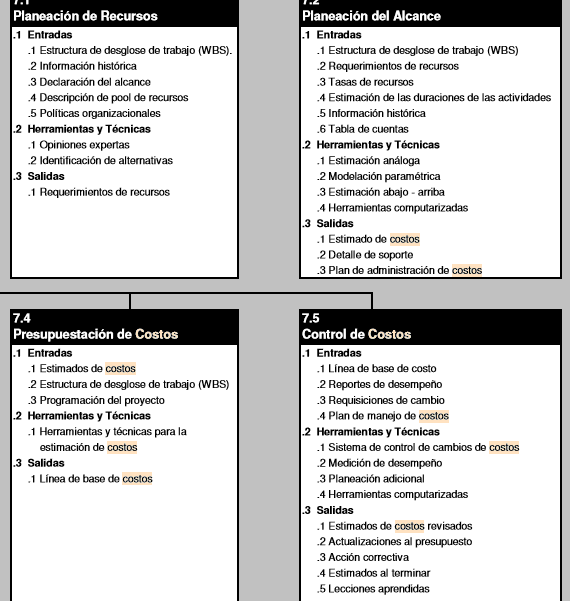 7.1
Planeación de Recursos
.1 Entradas
.1 Estructura de desglose de trabajo (WBS).
.2 Información histórica
.3 Declaración del alcance
.4 Descripción de pool de recursos
.5 Políticas organizacionales
.2 Herramientas y Técnicas
.1 Opiniones expertas
.2 Identificación de alternativas
.3 Salidas
.1 Requerimientos de recursos
7.2
Planeación del Alcance
.1 Entradas
.1 Estructura de desglose de trabajo (WBS)
.2 Requerimientos de recursos
.3 Tasas de recursos
.4 Estimación de las duraciones de las actividades
.5 Información histórica
.6 Tabla de cuentas
.2 Herramientas y Técnicas
.1 Estimación análoga
.2 Modelación paramétrica
.3 Estimación abajo - arriba
.4 Herramientas computarizadas
.3 Salidas
.1 Estimado de costos
.2 Detalle de soporte
.3 Plan de administración de costos
7.4
Presupuestación de Costos
.1 Entradas
.1 Estimados de costos
.2 Estructura de desglose de trabajo (WBS)
.3 Programación del proyecto
.2 Herramientas y Técnicas
.1 Herramientas y técnicas para la
estimación de costos
.3 Salidas
.1 Línea de base de costos
7.5
Control de Costos
.1 Entradas
.1 Línea de base de costo
.2 Reportes de desempeño
.3 Requisiciones de cambio
.4 Plan de manejo de costos
.2 Herramientas y Técnicas
.1 Sistema de control de cambios de costos
.2 Medición de desempeño
.3 Planeación adicional
.4 Herramientas computarizadas
.3 Salidas
.1 Estimados de costos revisados
.2 Actualizaciones al presupuesto
.3 Acción correctiva
.4 Estimados al terminar
.5 Lecciones aprendidas